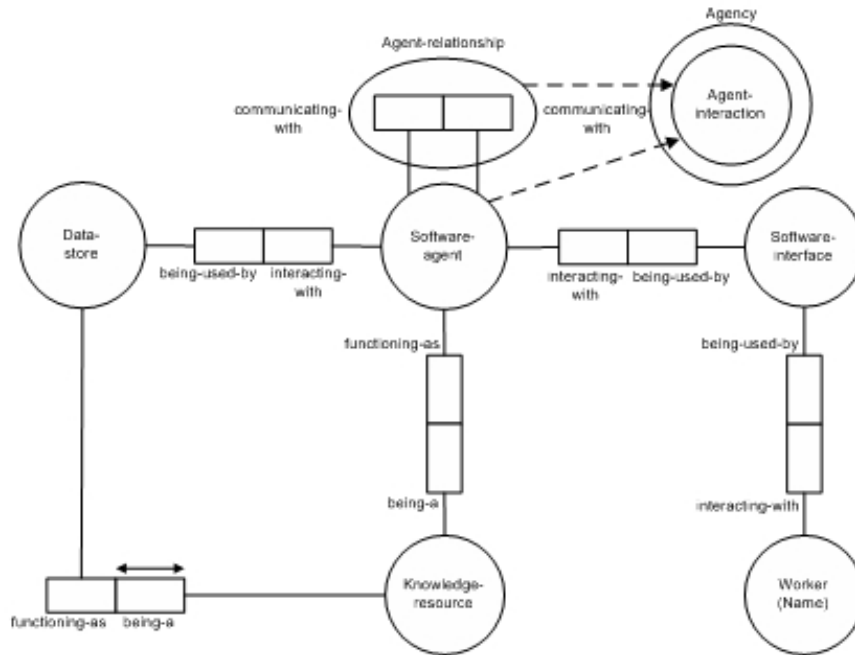 Agency
Agent-relationship
communicating-
with
communicating-
with
Agent-
interaction
Data-
store
being-used-by
interacting-
with
Software-
agent
interacting-
with
being-used-by
Software-
interface
functioning-as
being-used-by
being-a
interacting-with
Knowledge-
resource
Worker
(Name)
functioning-as
being-a